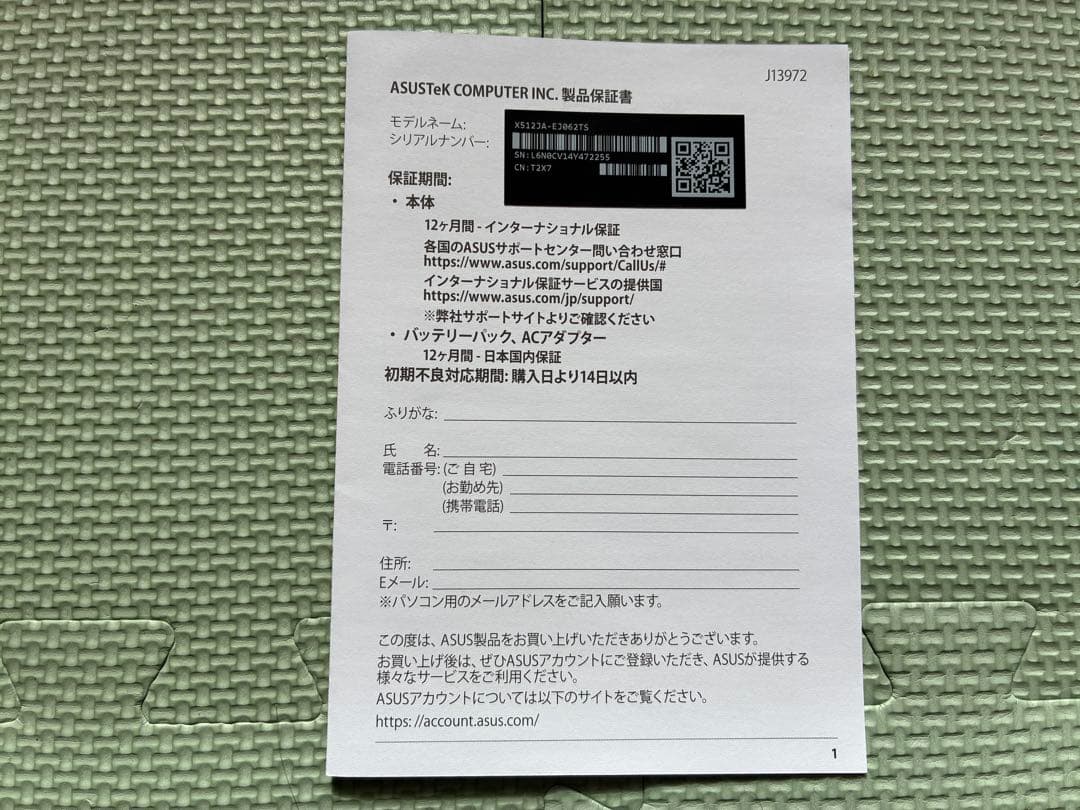 J13972
ASUSTeK COMPUTER INC. 製品保証書
モデルネーム:
シリアルナンバー:
X512JA-EJ062TS
SN:L6N0CV14Y472255
CN:T2X7
保証期間:
・本体
12ヶ月間 - インターナショナル保証
各国のASUSサポートセンター問い合わせ窓口
https://www.asus.com/support/CallUs/#
インターナショナル保証サービスの提供国
https://www.asus.com/jp/support/
※弊社サポートサイトよりご確認ください
・バッテリーパック、ACアダプター
12ヶ月間 - 日本国内保証
初期不良対応期間: 購入日より14日以内
ふりがな:
氏 名:
電話番号: (ご 自 宅)
(お勤め先)
(携帯電話)
〒:
住所:
Eメール:
※パソコン用のメールアドレスをご記入願います。
この度は、ASUS製品をお買い上げいただきありがとうございます。
お買い上げ後は、ぜひASUSアカウントにご登録いただき、ASUSが提供する
様々なサービスをご利用ください。
ASUSアカウントについては以下のサイトをご覧ください。
https: //account.asus.com/
1